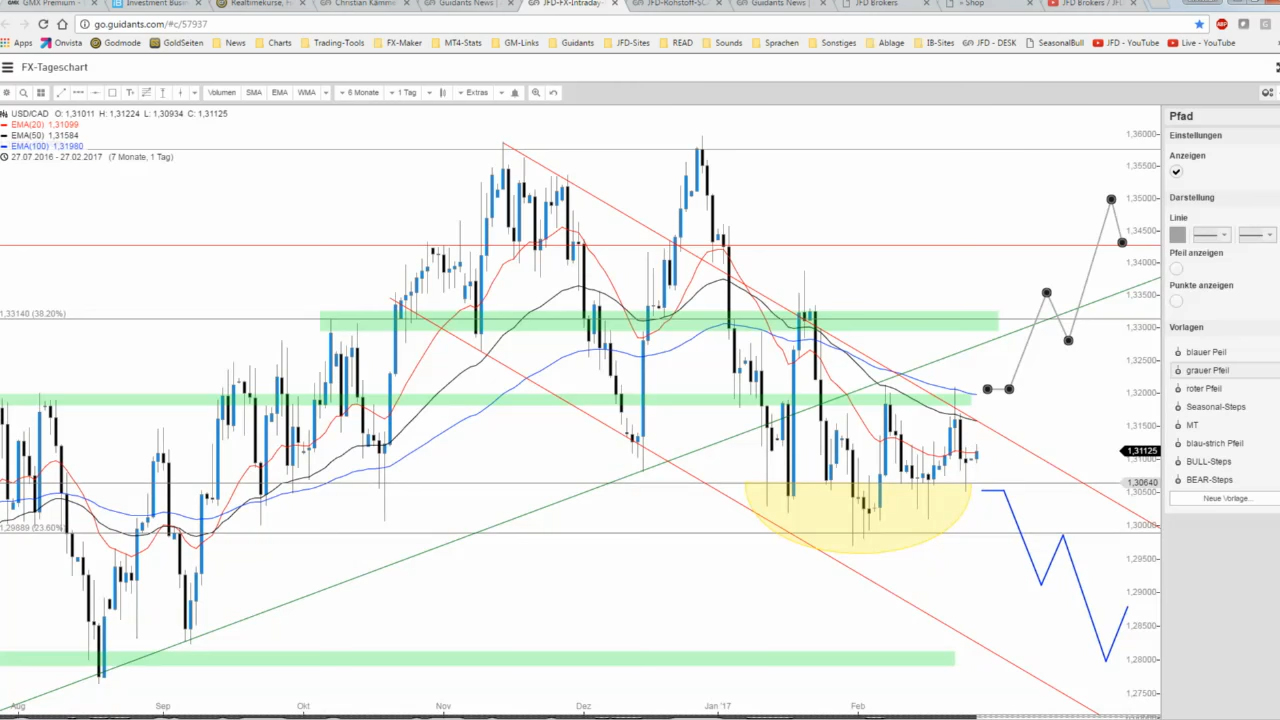 GMX Premium -
Investment Busin
Realtimekurse, H
Christian Kämme
Guidants News |
JFD-FX-Intraday-
JFD-Rohstoff-SC
Guidants News |
JFD Brokers
» Shop
JFD Brokers / JFD
go.guidants.com/#c/57937
Apps
Onvista
Godmode
GoldSeiten
News
Charts
Trading-Tools
FX-Maker
MT4-Stats
GM-Links
Guidants
JFD-Sites
READ
Sounds
Sprachen
Sonstiges
Ablage
IB-Sites
JFD - DESK
SeasonalBull
JFD - YouTube
Live - YouTube
FX-Tageschart
Volumen
SMA
EMA
WMA
6 Monate
1 Tag
Extras
USD/CAD O: 1,31011 H: 1,31224 L: 1,30934 C: 1,31125
EMA(20) 1,31099
EMA(50) 1,31584
EMA(100) 1,31980
27.07.2016 - 27.02.2017 (7 Monate, 1 Tag)
1,33140 (38.20%)
1,29889 (23.60%)
1,36000
1,35500
1,35000
1,34500
1,34000
1,33500
1,33000
1,32500
1,32000
1,31500
1,31125
1,31000
1,30640
1,30500
1,30000
1,29500
1,29000
1,28500
1,28000
1,27500
Aug
Sep
Okt
Nov
Dez
Jan '17
Feb
Pfad
Einstellungen
Anzeigen
Darstellung
Linie
Pfeil anzeigen
Punkte anzeigen
Vorlagen
blauer Peil
grauer Pfeil
roter Pfeil
Seasonal-Steps
MT
blau-strich Pfeil
BULL-Steps
BEAR-Steps
Neue Vorlage...